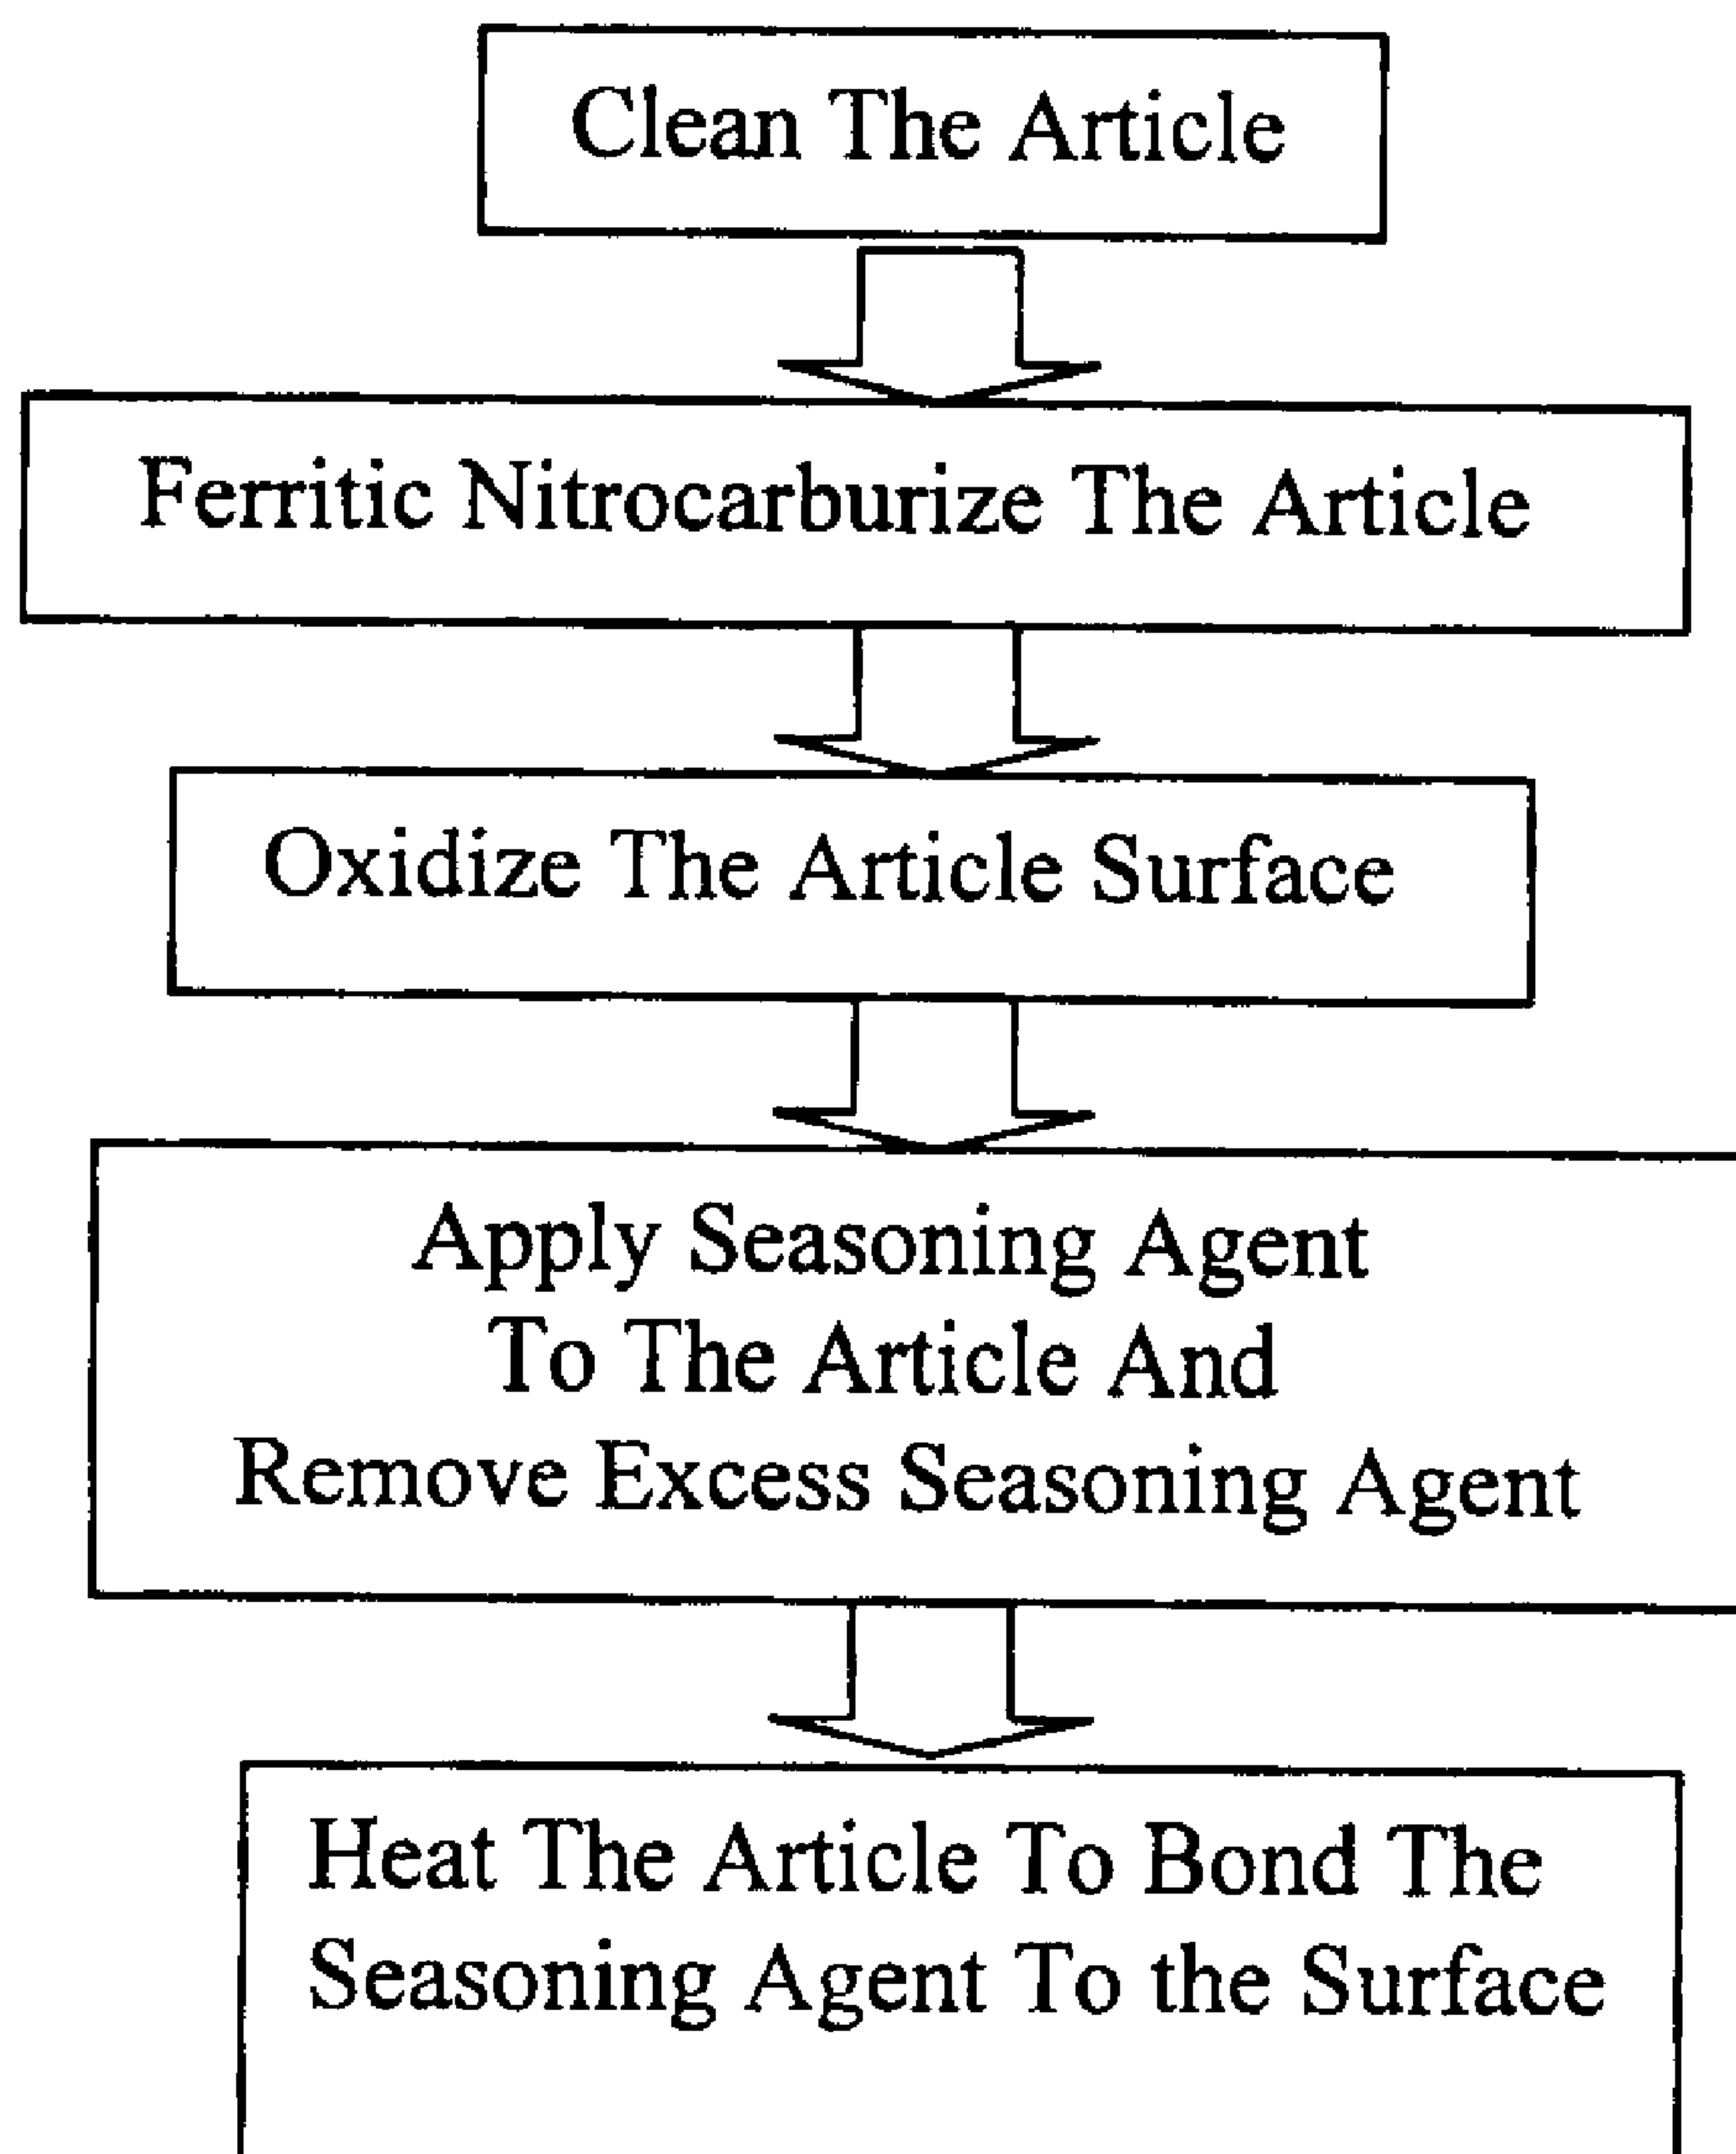 Clean The Article
Ferritic Nitrocarburize The Article
Oxidize The Article Surface
Apply Seasoning Agent
To The Article And
Remove Excess Seasoning Agent
Heat The Article To Bond The
Seasoning Agent To the Surface